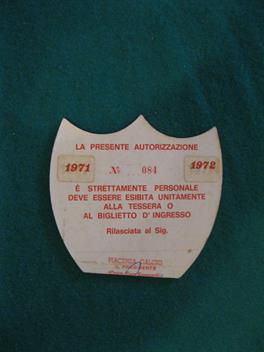 LA PRESENTE AUTORIZZAZIONE
1971 N. 084 1972
È STRETTAMENTE PERSONALE
DEVE ESSERE ESIBITA UNITAMENTE
ALLA TESSERA O
AL BIGLIETTO D'INGRESSO
Rilasciata al Sig.
PIACENZA CALCIO
IL PRESIDENTE